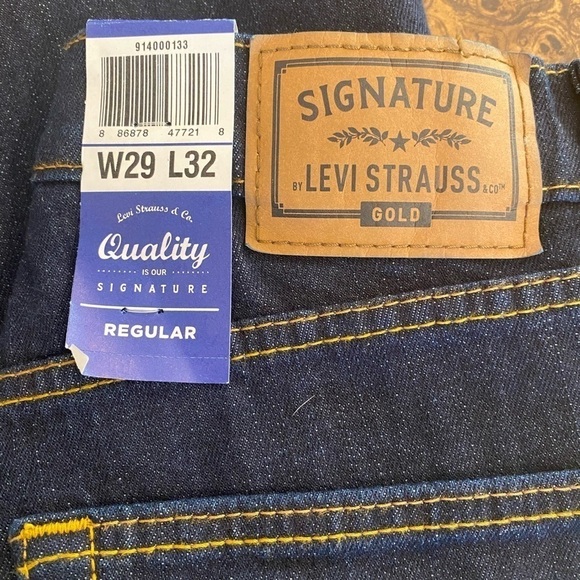 914000133
8 86878 47721 8
W29 L32
Levi Strauss & Co.
Quality
IS OUR
SIGNATURE
REGULAR
SIGNATURE
BY LEVI STRAUSS & CO™
GOLD